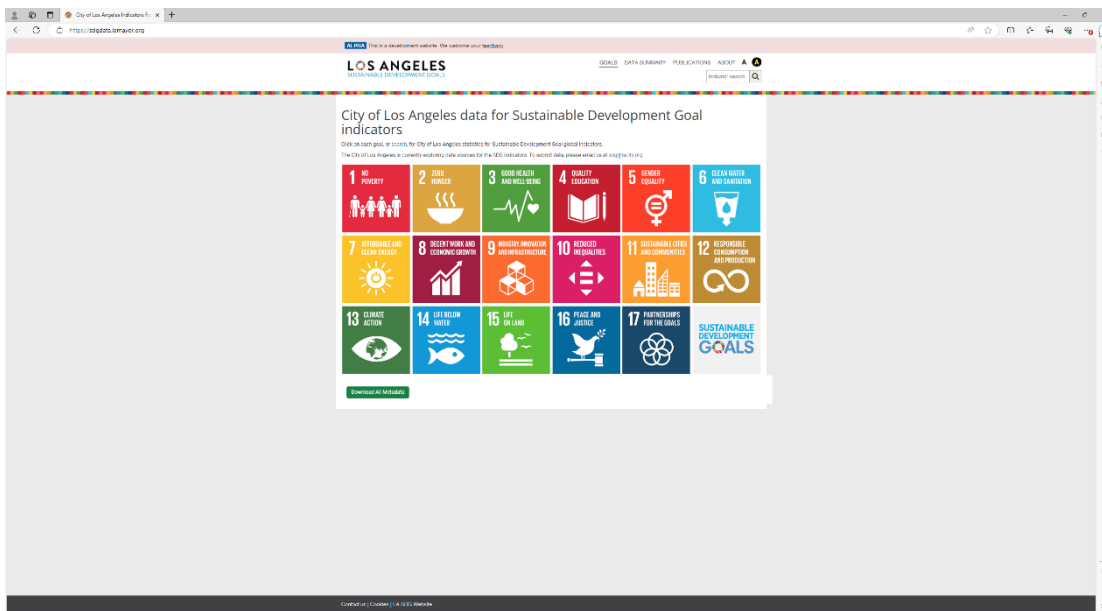 City of Los Angeles Indicators Fo
https://sdgdata.lamayor.org
ALPHA This is a development website. We welcome your feedback
LOS ANGELES
SUSTAINABLE DEVELOPMENT GOALS
GOALS DATA SUMMARY PUBLICATIONS ABOUT A A
Indicator search
City of Los Angeles data for Sustainable Development Goal
indicators
Click on each goal, or search, for City of Los Angeles statistics for Sustainable Development Goal global indicators.
The City of Los Angeles is currently exploring data sources for the SDG indicators. To submit data, please email us at sdg@lacity.org.
1 NO
POVERTY
2 ZERO
HUNGER
3 GOOD HEALTH
AND WELL-BEING
4 QUALITY
EDUCATION
5 GENDER
EQUALITY
6 CLEAN WATER
AND SANITATION
7 AFFORDABLE AND
CLEAN ENERGY
8 DECENT WORK AND
ECONOMIC GROWTH
9 INDUSTRY, INNOVATION
AND INFRASTRUCTURE
10 REDUCED
INEQUALITIES
11 SUSTAINABLE CITIES
AND COMMUNITIES
12 RESPONSIBLE
CONSUMPTION
AND PRODUCTION
13 CLIMATE
ACTION
14 LIFE BELOW
WATER
15 LIFE
ON LAND
16 PEACE AND
JUSTICE
17 PARTNERSHIPS
FOR THE GOALS
SUSTAINABLE
DEVELOPMENT
GOALS
Download All Metadata
Contact us | Cookies | LA SDG Website